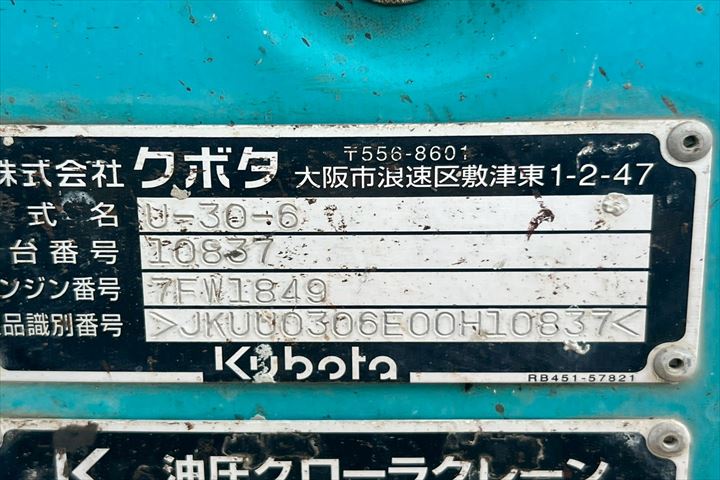 株式会社 クボタ 〒556-8601
大阪市浪速区敷津東1-2-47
式名 U-30-6
台番号 10837
ンジン番号 7FW1849
品識別番号 >JKUU0306E00H10837<
Kubota
RB451-57821
K 油圧クローラクレーン